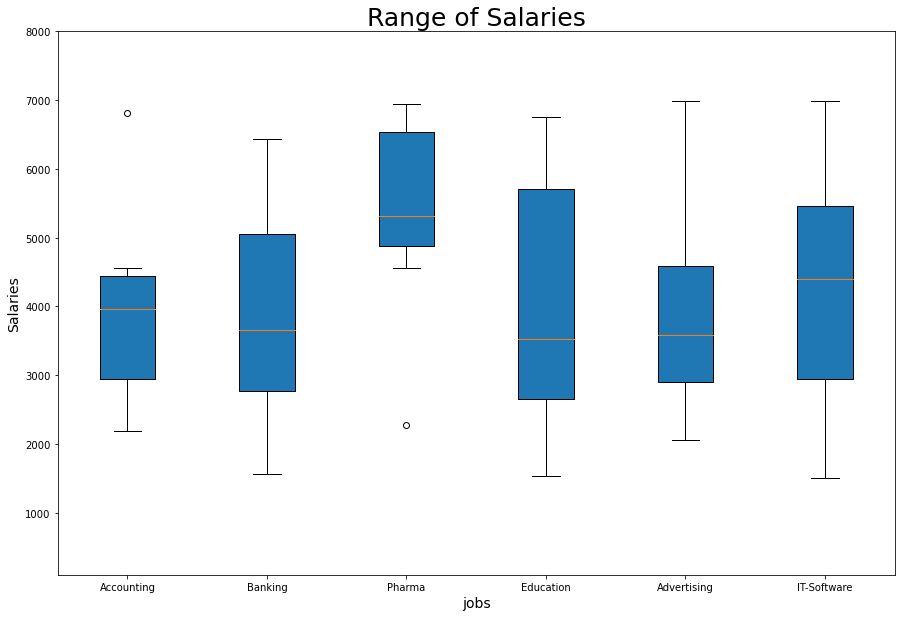 Range of Salaries
Salaries
8000
7000
6000
5000
4000
3000
2000
1000
Accounting Banking Pharma Education Advertising IT-Software
jobs